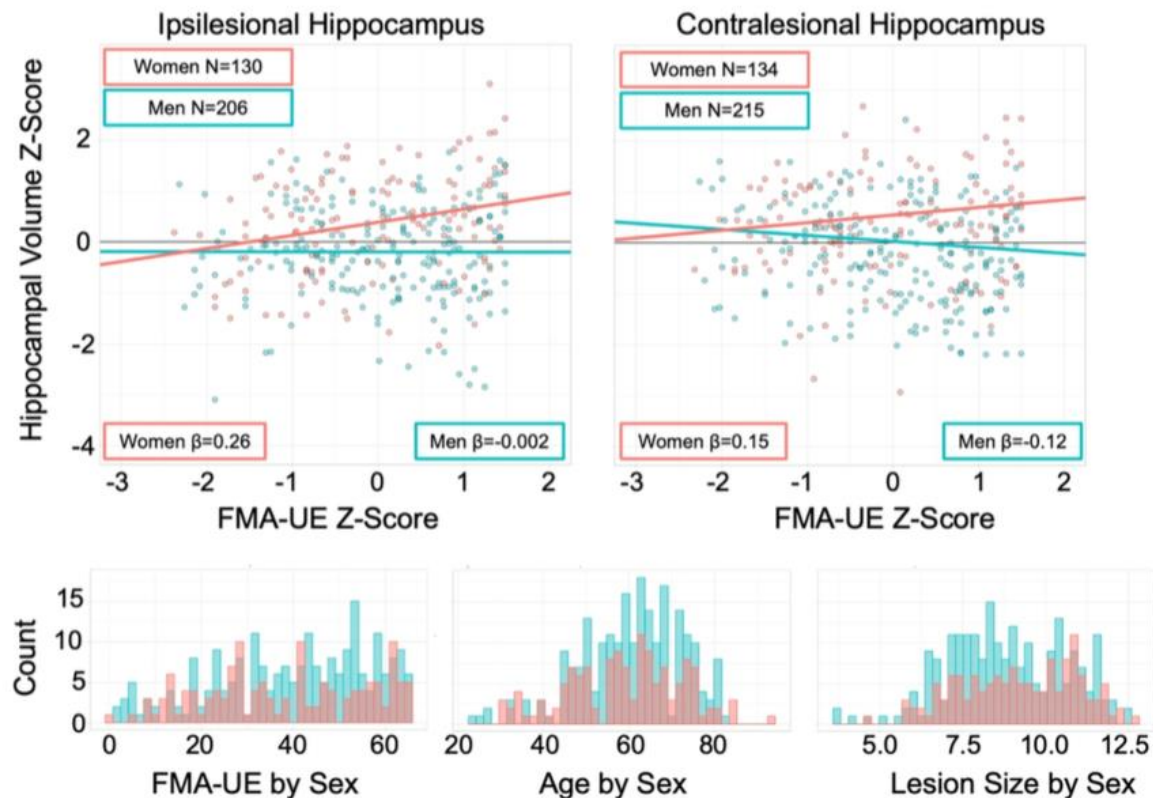 Ipsilesional Hippocampus
Contralesional Hippocampus
Women N=130
Men N=206
Women N=134
Men N=215
Hippocampal Volume Z-Score
2
0
-2
-4
Women β=0.26
Men β=-0.002
Women β=0.15
Men β=-0.12
-3 -2 -1 0 1 2
-3 -2 -1 0 1 2
FMA-UE Z-Score
FMA-UE Z-Score
Count
15
10
5
0
0 20 40 60
20 40 60 80
5.0 7.5 10.0 12.5
FMA-UE by Sex
Age by Sex
Lesion Size by Sex